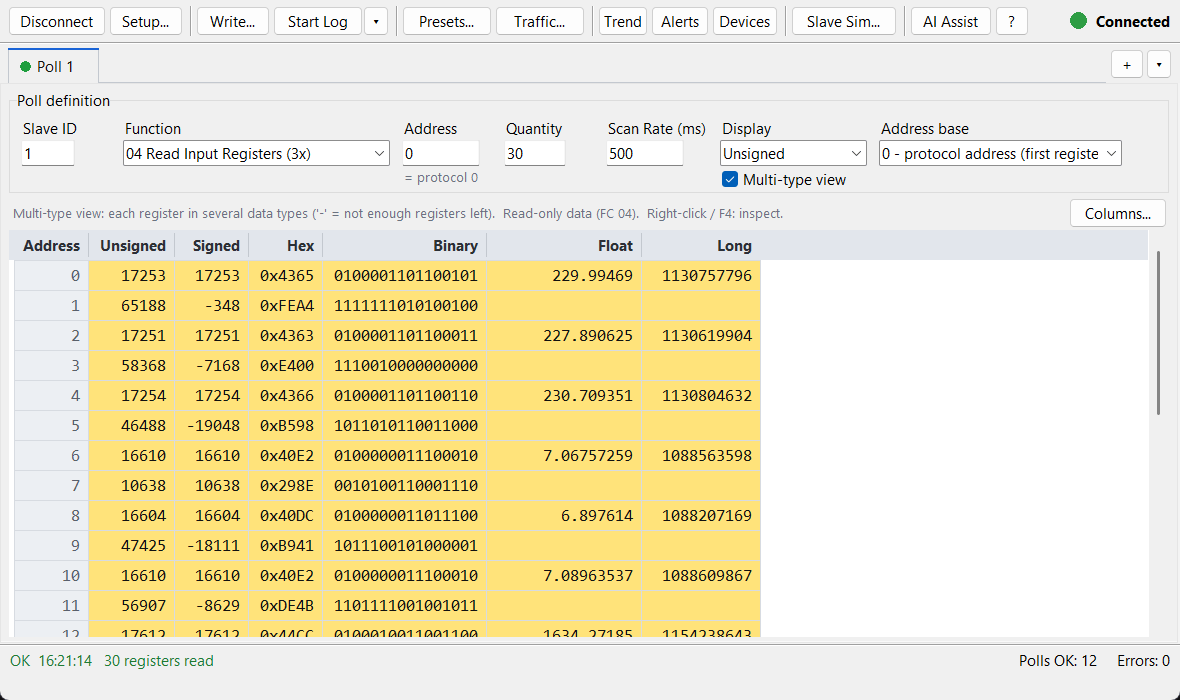 Disconnect Setup... Write... Start Log Presets... Traffic... Trend Alerts Devices Slave Sim... AI Assist ? Connected
Poll 1 +
Poll definition
Slave ID Function Address Quantity Scan Rate (ms) Display Address base
1 04 Read Input Registers (3x) 0 30 500 Unsigned 0 - protocol address (first registe
= protocol 0 Multi-type view
Multi-type view: each register in several data types ('-' = not enough registers left). Read-only data (FC 04). Right-click / F4: inspect. Columns...
Address Unsigned Signed Hex Binary Float Long
0 17253 17253 0x4365 0100001101100101 229.99469 1130757796
1 65188 -348 0xFEA4 1111111010100100
2 17251 17251 0x4363 0100001101100011 227.890625 1130619904
3 58368 -7168 0xE400 1110010000000000
4 17254 17254 0x4366 0100001101100110 230.709351 1130804632
5 46488 -19048 0xB598 1011010110011000
6 16610 16610 0x40E2 0100000011100010 7.06757259 1088563598
7 10638 10638 0x298E 0010100110001110
8 16604 16604 0x40DC 0100000011011100 6.897614 1088207169
9 47425 -18111 0xB941 1011100101000001
10 16610 16610 0x40E2 0100000011100010 7.08963537 1088609867
11 56907 -8629 0xDE4B 1101111001001011
12 17612 17612 0x44CC 0100010011001100 1634.27185 1154238643
OK 16:21:14 30 registers read Polls OK: 12 Errors: 0